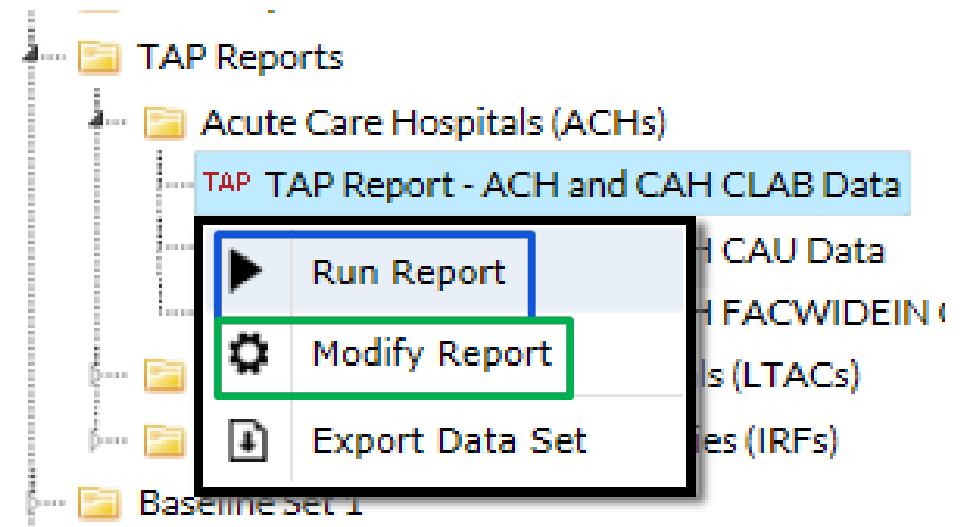 TAP Reports
Acute Care Hospitals (ACHs)
TAP TAP Report - ACH and CAH CLAB Data
Run Report
H CAU Data
H FACWIDEIN
Modify Report
ls (LTACs)
Export Data Set
ies (IRFs)
Baseline Set 1